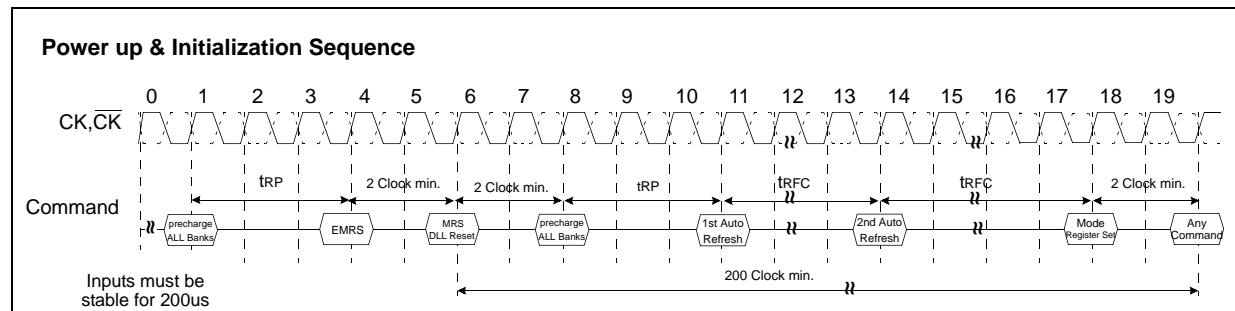 Power up & Initialization Sequence
0 1 2 3 4 5 6 7 8 9 10 11 12 13 14 15 16 17 18 19
CK,CK
tRP 2 Clock min. 2 Clock min. tRP tRFC tRFC 2 Clock min.
Command
precharge
ALL Banks
EMRS
MRS
DLL Reset
precharge
ALL Banks
1st Auto
Refresh
2nd Auto
Refresh
Mode
Register Set
Any
Command
200 Clock min.
Inputs must be
stable for 200us